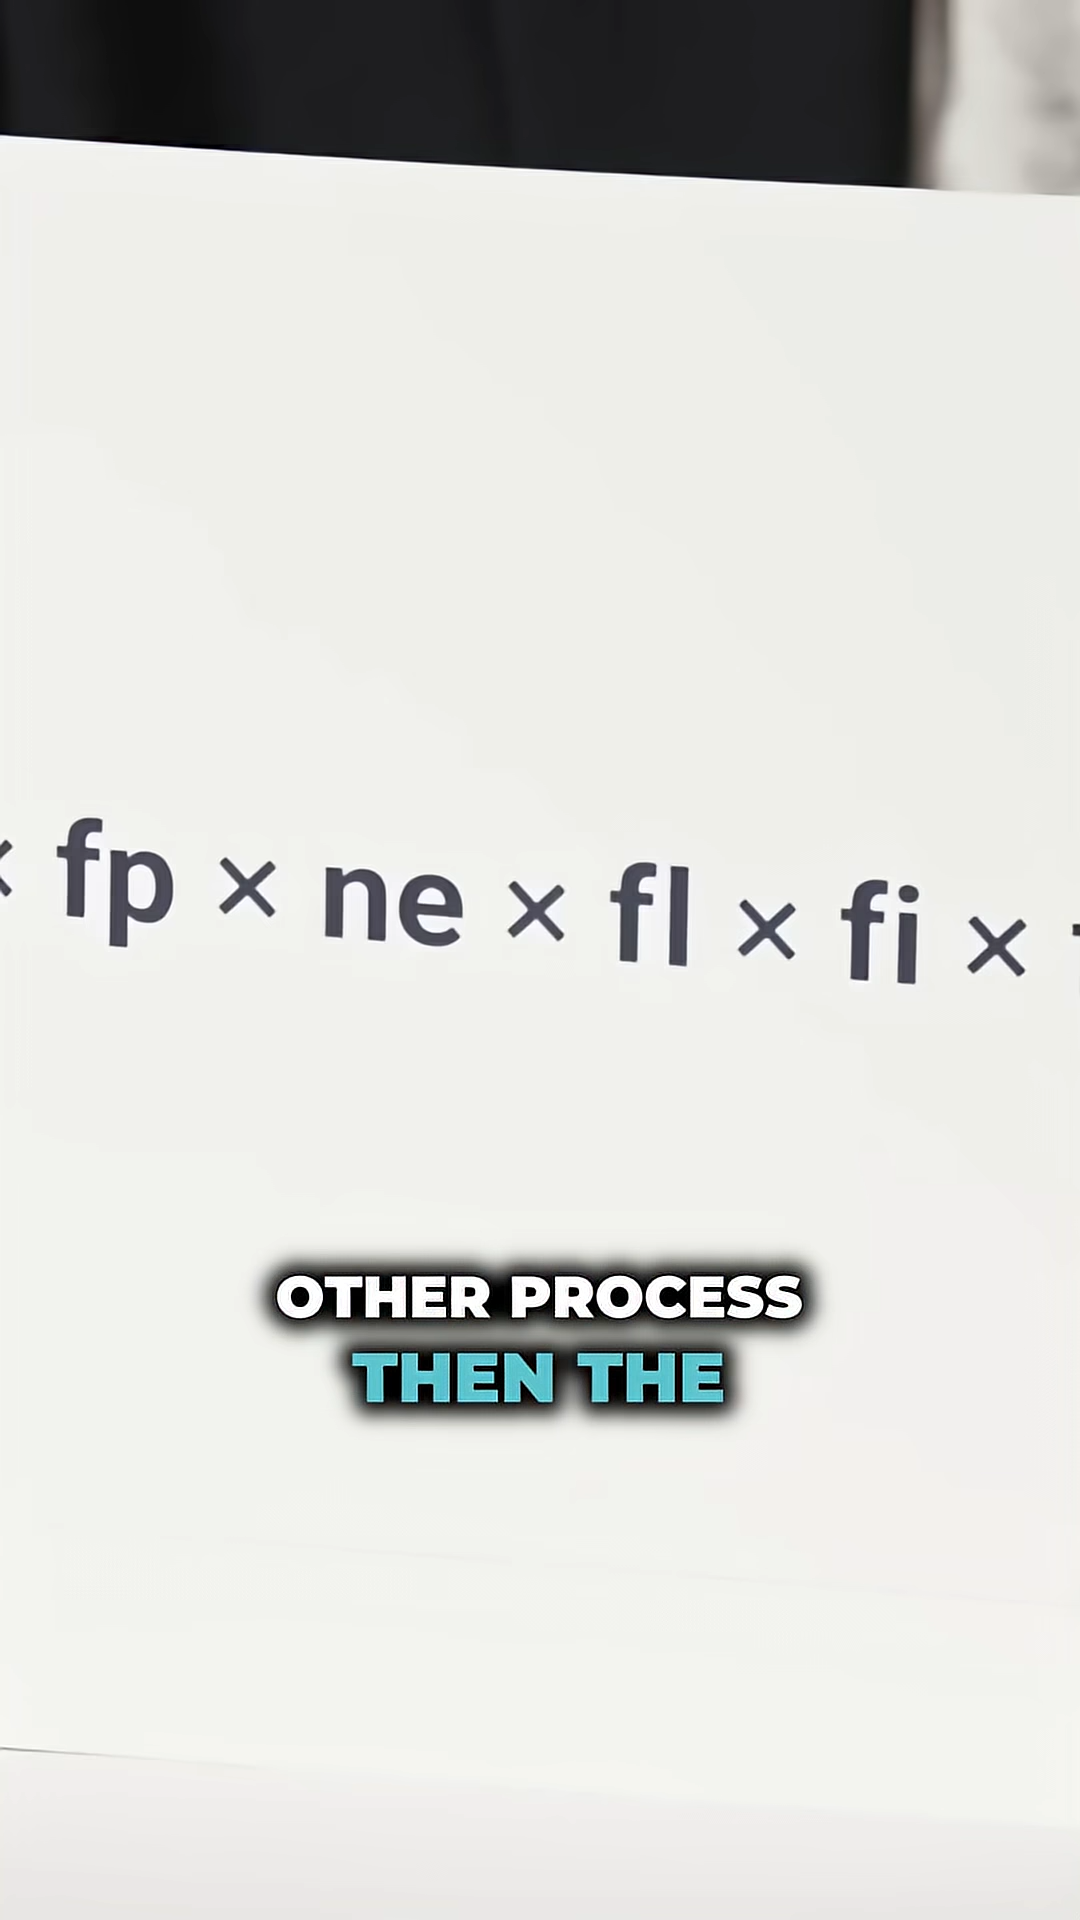 × fp × ne × fl × fi ×
OTHER PROCESS
THEN THE